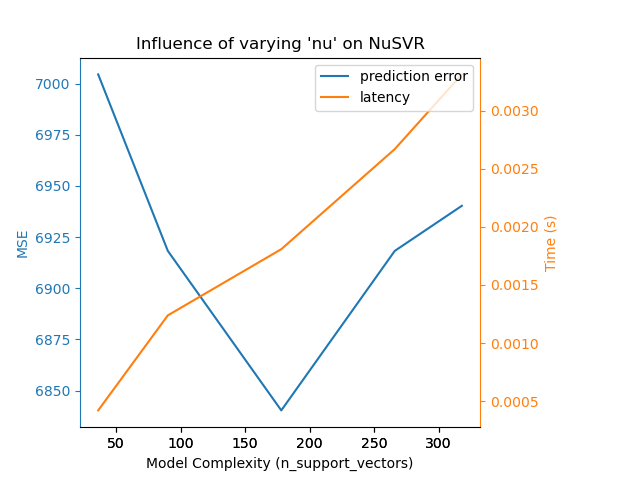 Influence of varying 'nu' on NuSVR
prediction error
latency
7000
6975
6950
6925
6900
6875
6850
MSE
0.0030
0.0025
0.0020
0.0015
0.0010
0.0005
Time (s)
50 100 150 200 250 300
Model Complexity (n_support_vectors)